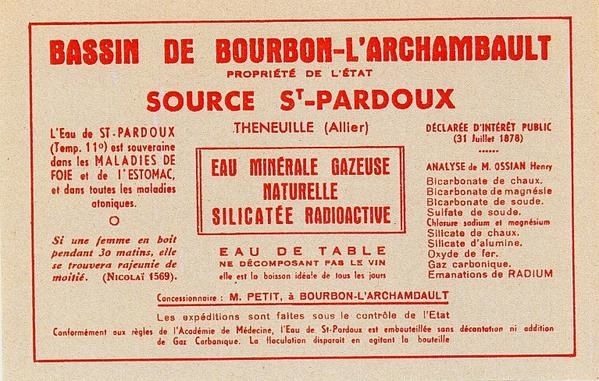 BASSIN DE BOURBON-L'ARCHAMBAULT
PROPRIÉTÉ DE L'ÉTAT
SOURCE ST-PARDOUX
THENEUILLE (Allier)
L'Eau de ST-PARDOUX
(Temp. 11º) est souveraine
dans les MALADIES DE
FOIE et de l'ESTOMAC,
et dans toutes les maladies
atoniques.
Si une femme en boit
pendant 30 matins, elle
se trouvera rajeunie de
moitié. (NICOLAÏ 1569).
EAU MINÉRALE GAZEUSE
NATURELLE
SILICATÉE RADIOACTIVE
EAU DE TABLE
NE DÉCOMPOSANT PAS LE VIN
elle est la boisson idéale de tous les jours
DÉCLARÉE D'INTÉRÊT PUBLIC
(31 Juillet 1878)
ANALYSE de M. OSSIAN Henry
Bicarbonate de chaux.
Bicarbonate de magnésie
Bicarbonate de soude.
Sulfate de soude.
Chlorure sodium et magnésium
Silicate de chaux.
Silicate d'alumine.
Oxyde de fer.
Gaz carbonique.
Emanations de RADIUM
Concessionnaire : M. PETIT, à BOURBON-L'ARCHAMBAULT
Les expéditions sont faites sous le contrôle de l'Etat
Conformément aux règles de l'Académie de Médecine, l'Eau de St-Pardoux est embouteillée sans décantation ni addition
de Gaz Carbonique. La floculation disparait en agitant la bouteille